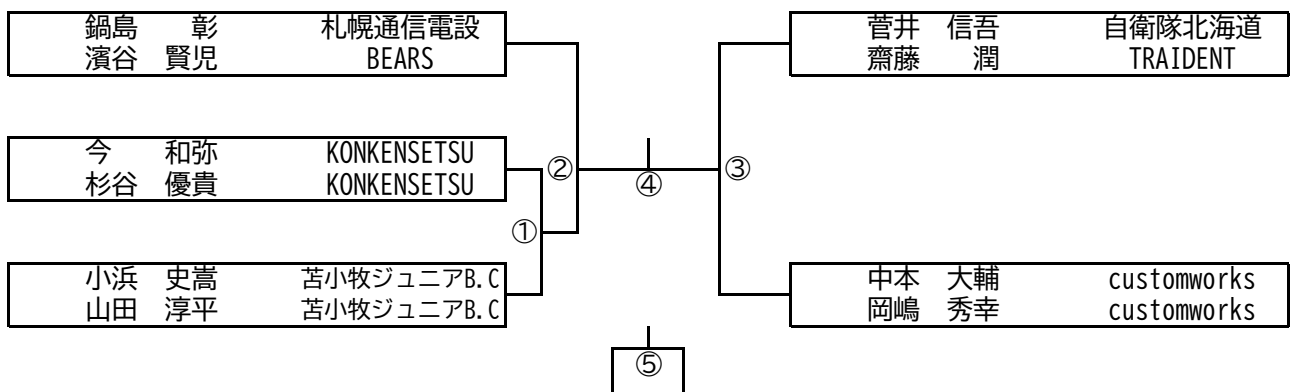 鍋島　彰　札幌通信電設
濱谷　賢児　BEARS
今　和弥　KONKENSETSU
杉谷　優貴　KONKENSETSU
小浜　史嵩　苫小牧ジュニアB.C
山田　淳平　苫小牧ジュニアB.C
①
②
④
③
⑤
菅井　信吾　自衛隊北海道
齋藤　潤　TRAIDENT
中本　大輔　customworks
岡嶋　秀幸　customworks